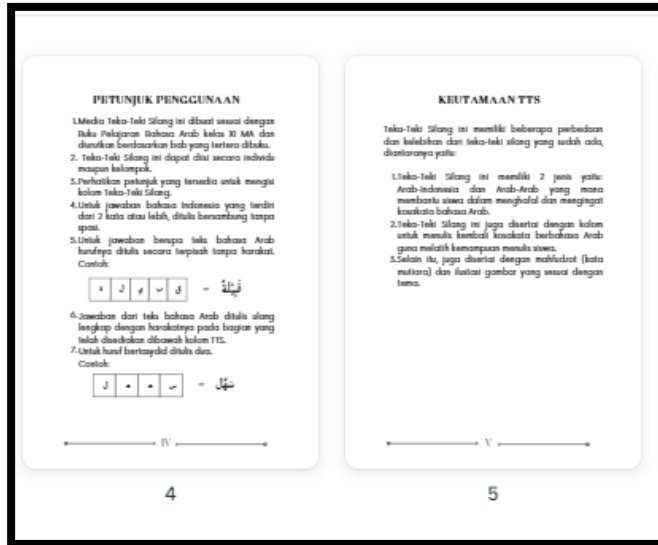 PETUNJUK PENGGUNAAN
1.Media Teka-Teki Silang ini dibuat sesuai dengan
Buku Pelajaran Bahasa Arab kelas XI MA dan
diurutkan berdasarkan bab yang tertera dibuku.
2. Teka-Teki Silang ini dapat diisi secara individu
maupun kelompok.
3.Perhatikan petunjuk yang tersedia untuk mengisi
kolom Teka-Teki Silang.
4.Untuk jawaban bahasa Indonesia yang terdiri
dari 2 kata atau lebih, ditulis bersambung tanpa
spasi.
5.Untuk jawaban berupa teks bahasa Arab
hurufnya ditulis secara terpisah tanpa harakat.
Contoh:
قَبِيْلَةٌ = ق ب ي ل ة
6.Jawaban dari teks bahasa Arab ditulis ulang
lengkap dengan harakatnya pada bagian yang
telah disediakan dibawah kolom TTS.
7.Untuk huruf bertasydid ditulis dua.
Contoh:
سَهَّلَ = س ه ه ل
IV
4
KEUTAMAAN TTS
Teka-Teki Silang ini memiliki beberapa perbedaan
dan kelebihan dari teka-teki silang yang sudah ada,
diantaranya yaitu:
1.Teka-Teki Silang ini memiliki 2 jenis yaitu:
Arab-Indonesia dan Arab-Arab yang mana
membantu siswa dalam menghafal dan mengingat
kosakata bahasa Arab.
2.Teka-Teki Silang ini juga disertai dengan kolom
untuk menulis kembali kosakata berbahasa Arab
guna melatih kemampuan menulis siswa.
3.Selain itu, juga disertai dengan mahfudzot (kata
mutiara) dan ilustasi gambar yang sesuai dengan
tema.
V
5